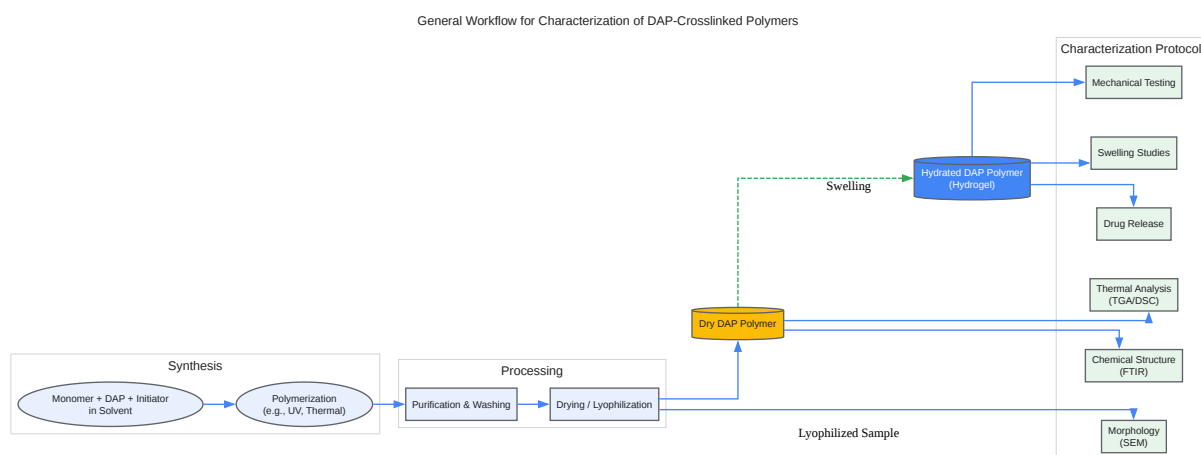 General Workflow for Characterization of DAP-Crosslinked Polymers
Characterization Protocol
Mechanical Testing
Swelling Studies
Hydrated DAP Polymer
(Hydrogel)
Swelling
Drug Release
Thermal Analysis
(TGA/DSC)
Dry DAP Polymer
Chemical Structure
(FTIR)
Synthesis
Monomer + DAP + Initiator
in Solvent
Polymerization
(e.g., UV, Thermal)
Processing
Purification & Washing
Drying / Lyophilization
Lyophilized Sample
Morphology
(SEM)